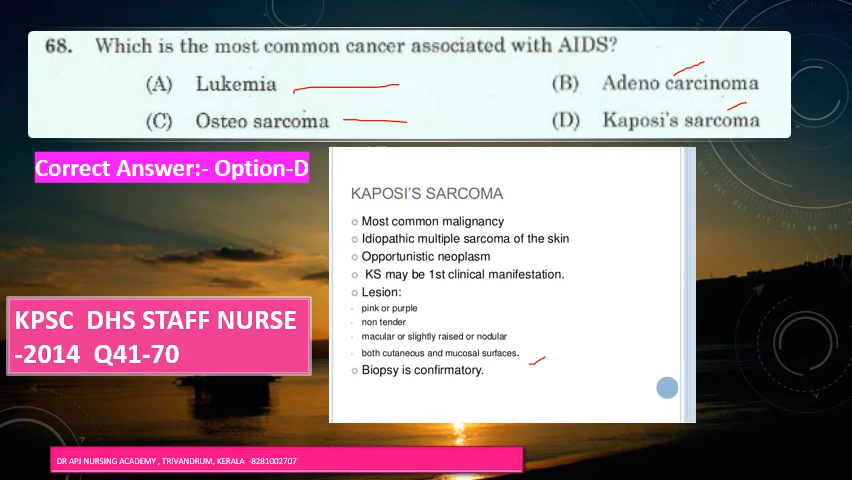 68. Which is the most common cancer associated with AIDS?
(A) Lukemia (B) Adeno carcinoma
(C) Osteo sarcoma (D) Kaposi's sarcoma
Correct Answer:- Option-D
KAPOSI'S SARCOMA
Most common malignancy
Idiopathic multiple sarcoma of the skin
Opportunistic neoplasm
KS may be 1st clinical manifestation.
Lesion:
pink or purple
non tender
macular or slightly raised or nodular
both cutaneous and mucosal surfaces.
Biopsy is confirmatory.
KPSC DHS STAFF NURSE
-2014 Q41-70
DR APJ NURSING ACADEMY , TRIVANDRUM, KERALA -8281002707